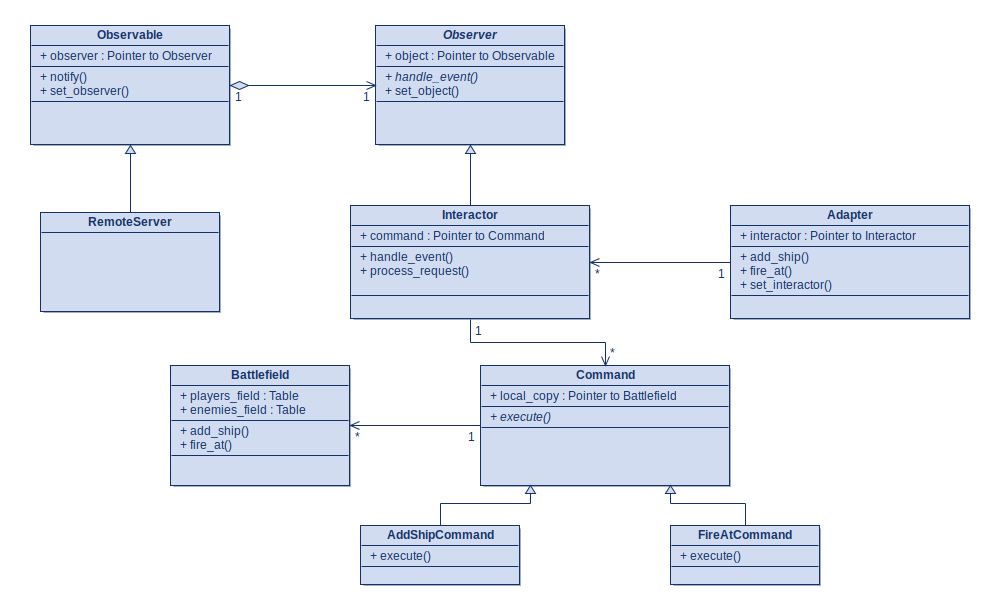 Observable
+ observer : Pointer to Observer
+ notify()
+ set_observer()
1
1
Observer
+ object : Pointer to Observable
+ handle_event()
+ set_object()
RemoteServer
Interactor
+ command : Pointer to Command
+ handle_event()
+ process_request()
*
1
Adapter
+ interactor : Pointer to Interactor
+ add_ship()
+ fire_at()
+ set_interactor()
1
*
Battlefield
+ players_field : Table
+ enemies_field : Table
+ add_ship()
+ fire_at()
*
1
Command
+ local_copy : Pointer to Battlefield
+ execute()
AddShipCommand
+ execute()
FireAtCommand
+ execute()